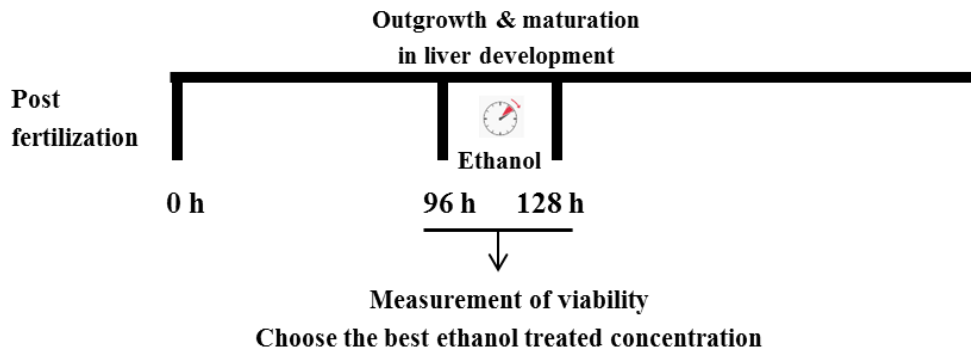 Outgrowth & maturation
in liver development
Post
fertilization
Ethanol
0 h
96 h
128 h
Measurement of viability
Choose the best ethanol treated concentration